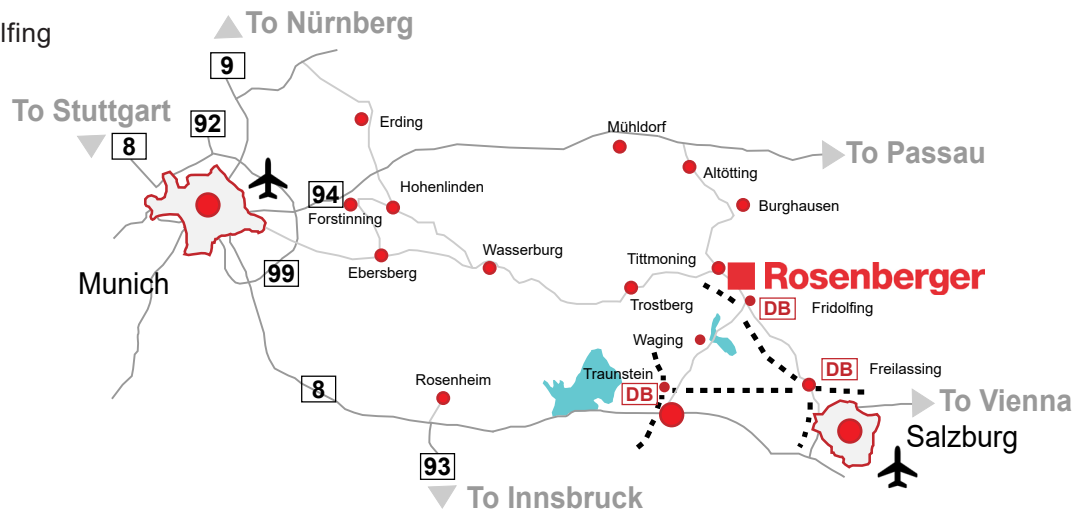 lfing
To Nürnberg
9
To Stuttgart
92
8
Erding
Mühldorf
To Passau
Altötting
94
Hohenlinden
Forstinning
Burghausen
Wasserburg
Tittmoning
Rosenberger
Munich
99
Ebersberg
Trostberg
DB
Fridolfing
Waging
Traunstein
DB
Freilassing
8
Rosenheim
DB
To Vienna
Salzburg
93
To Innsbruck